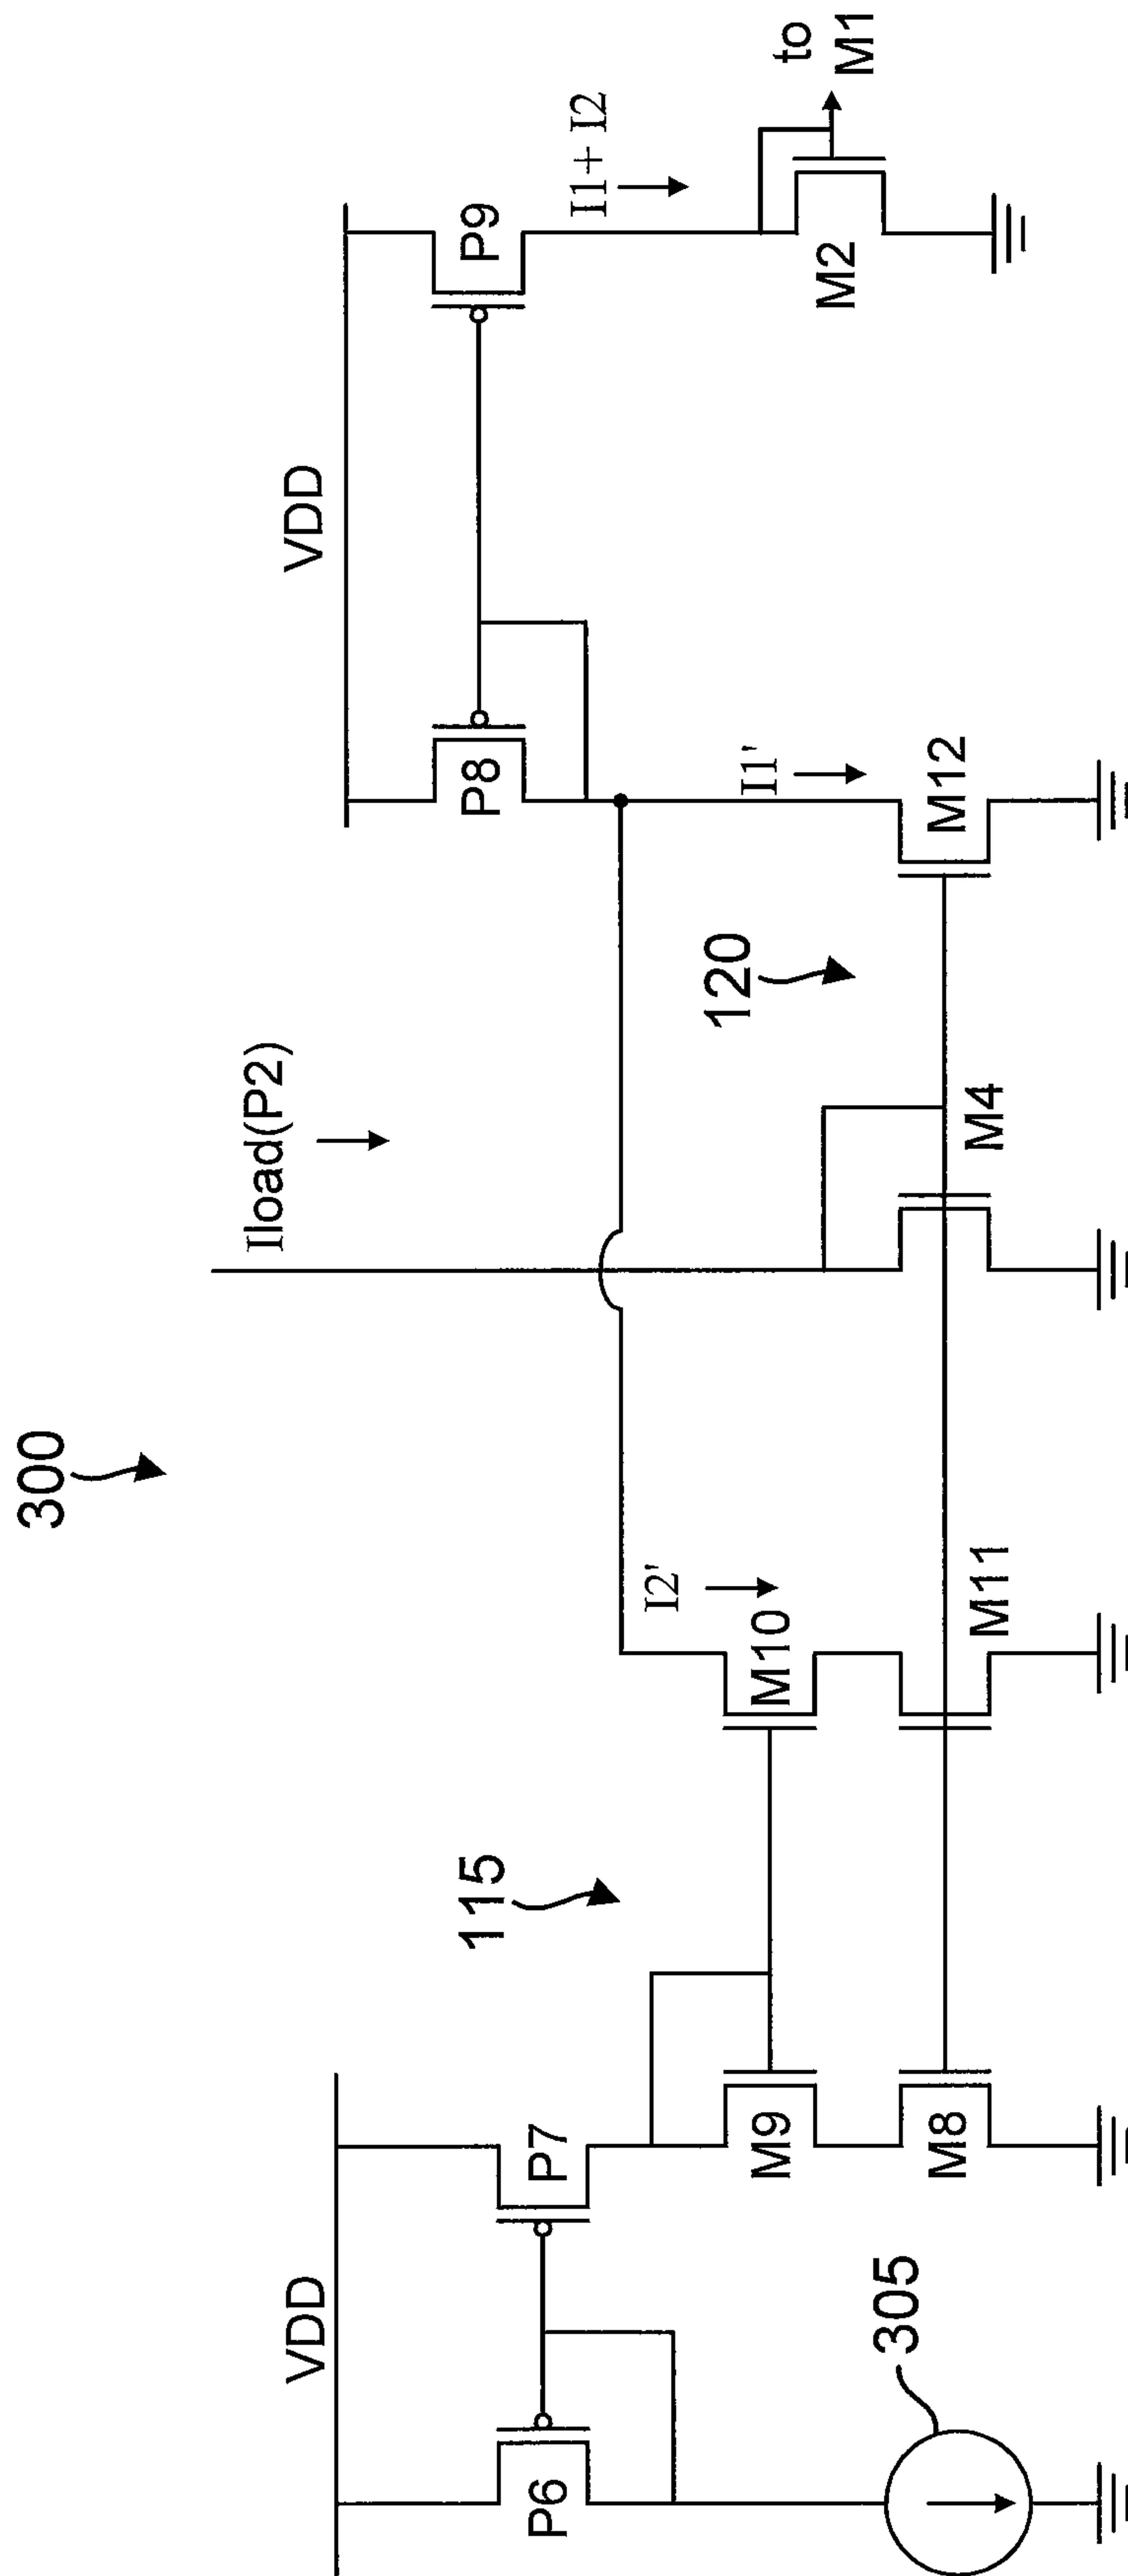 300
VDD
VDD
Iload(P2)
P6
P7
P8
P9
I1+ I2
115
I2'
I1'
to
M1
M9
M10
120
M2
305
M8
M11
M4
M12